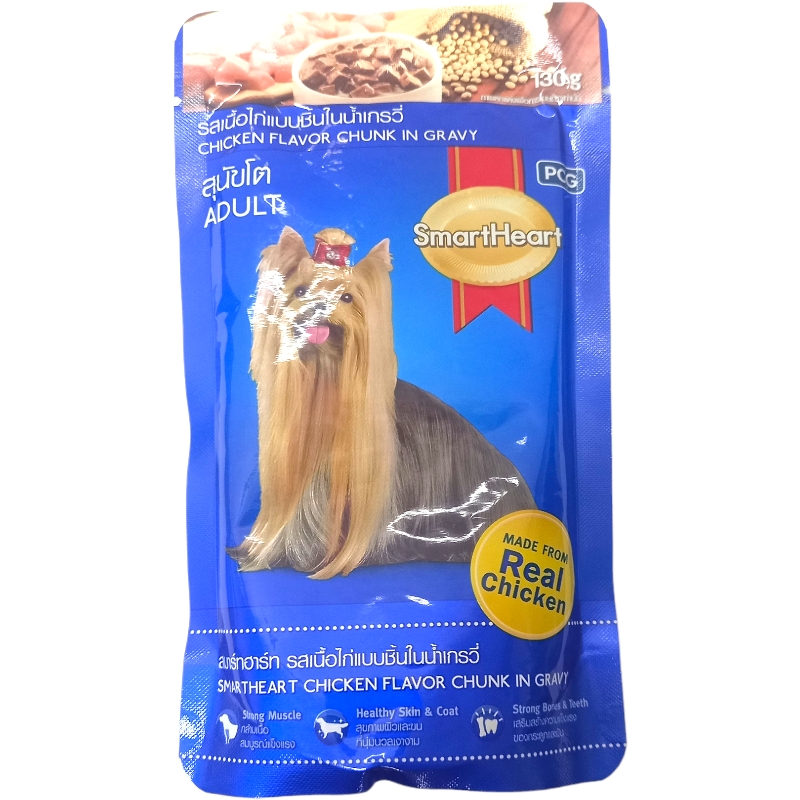 130 g
รสเนื้อไก่แบบชิ้นในน้ำเกรวี่
CHICKEN FLAVOR CHUNK IN GRAVY
สุนัขโต
ADULT
PCG
SmartHeart
MADE FROM
Real
Chicken
สมาร์ทฮาร์ท รสเนื้อไก่แบบชิ้นในน้ำเกรวี่
SMARTHEART CHICKEN FLAVOR CHUNK IN GRAVY
Strong Muscle
กล้ามเนื้อ
สมบูรณ์แข็งแรง
Healthy Skin & Coat
สุขภาพผิวและขน
ที่นุ่มนวลเงางาม
Strong Bones & Teeth
เสริมสร้างความแข็งแรง
ของกระดูกและฟัน